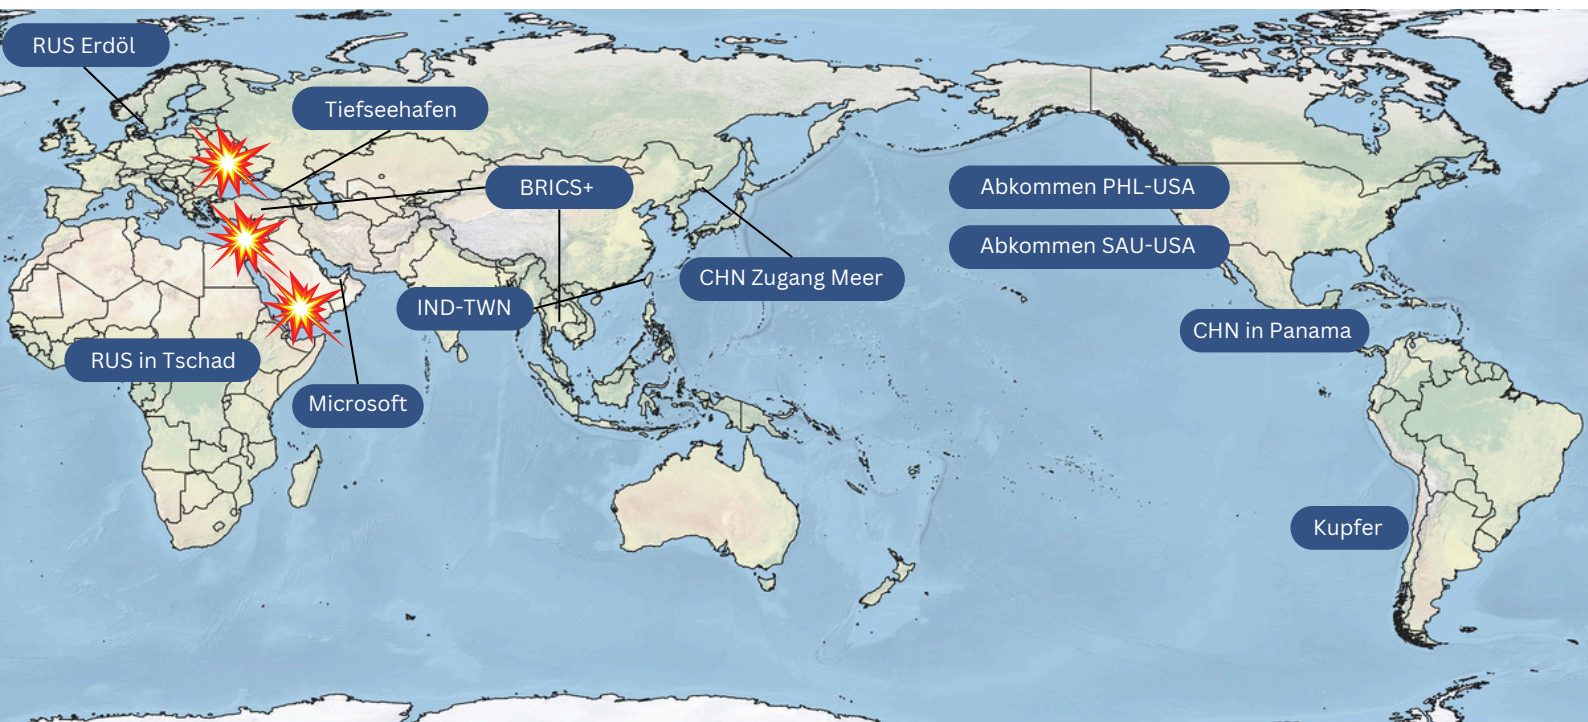 RUS Erdöl
Tiefseehafen
BRICS+
Abkommen PHL-USA
Abkommen SAU-USA
CHN Zugang Meer
IND-TWN
CHN in Panama
RUS in Tschad
Microsoft
Kupfer